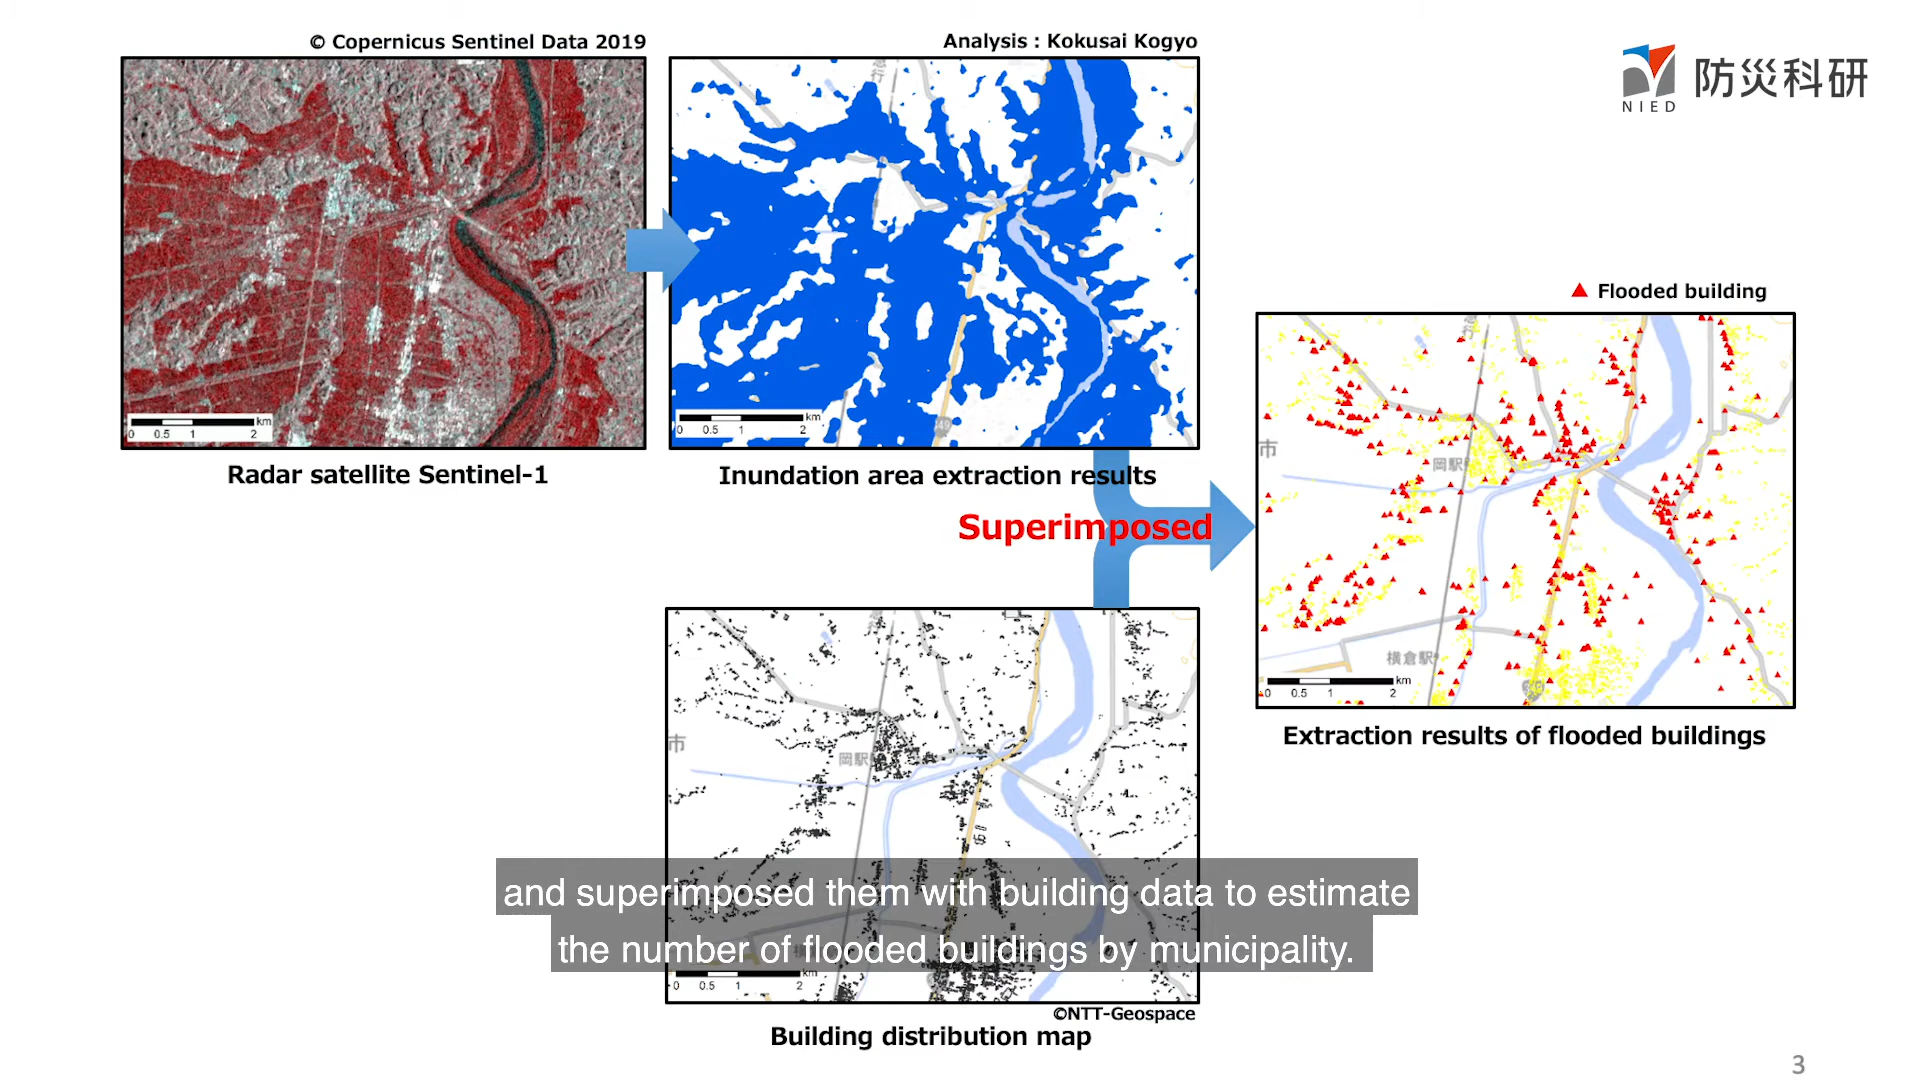 © Copernicus Sentinel Data 2019
Analysis : Kokusai Kogyo
NIED 防災科研
km
0 0.5 1 2
Radar satellite Sentinel-1
349
km
0 0.5 1 2
Inundation area extraction results
Superimposed
▲ Flooded building
市
岡駅
横倉駅
km
0 0.5 1 2
Extraction results of flooded buildings
市
岡駅
and superimposed them with building data to estimate
the number of flooded buildings by municipality.
km
0 0.5 1 2
©NTT-Geospace
Building distribution map
3